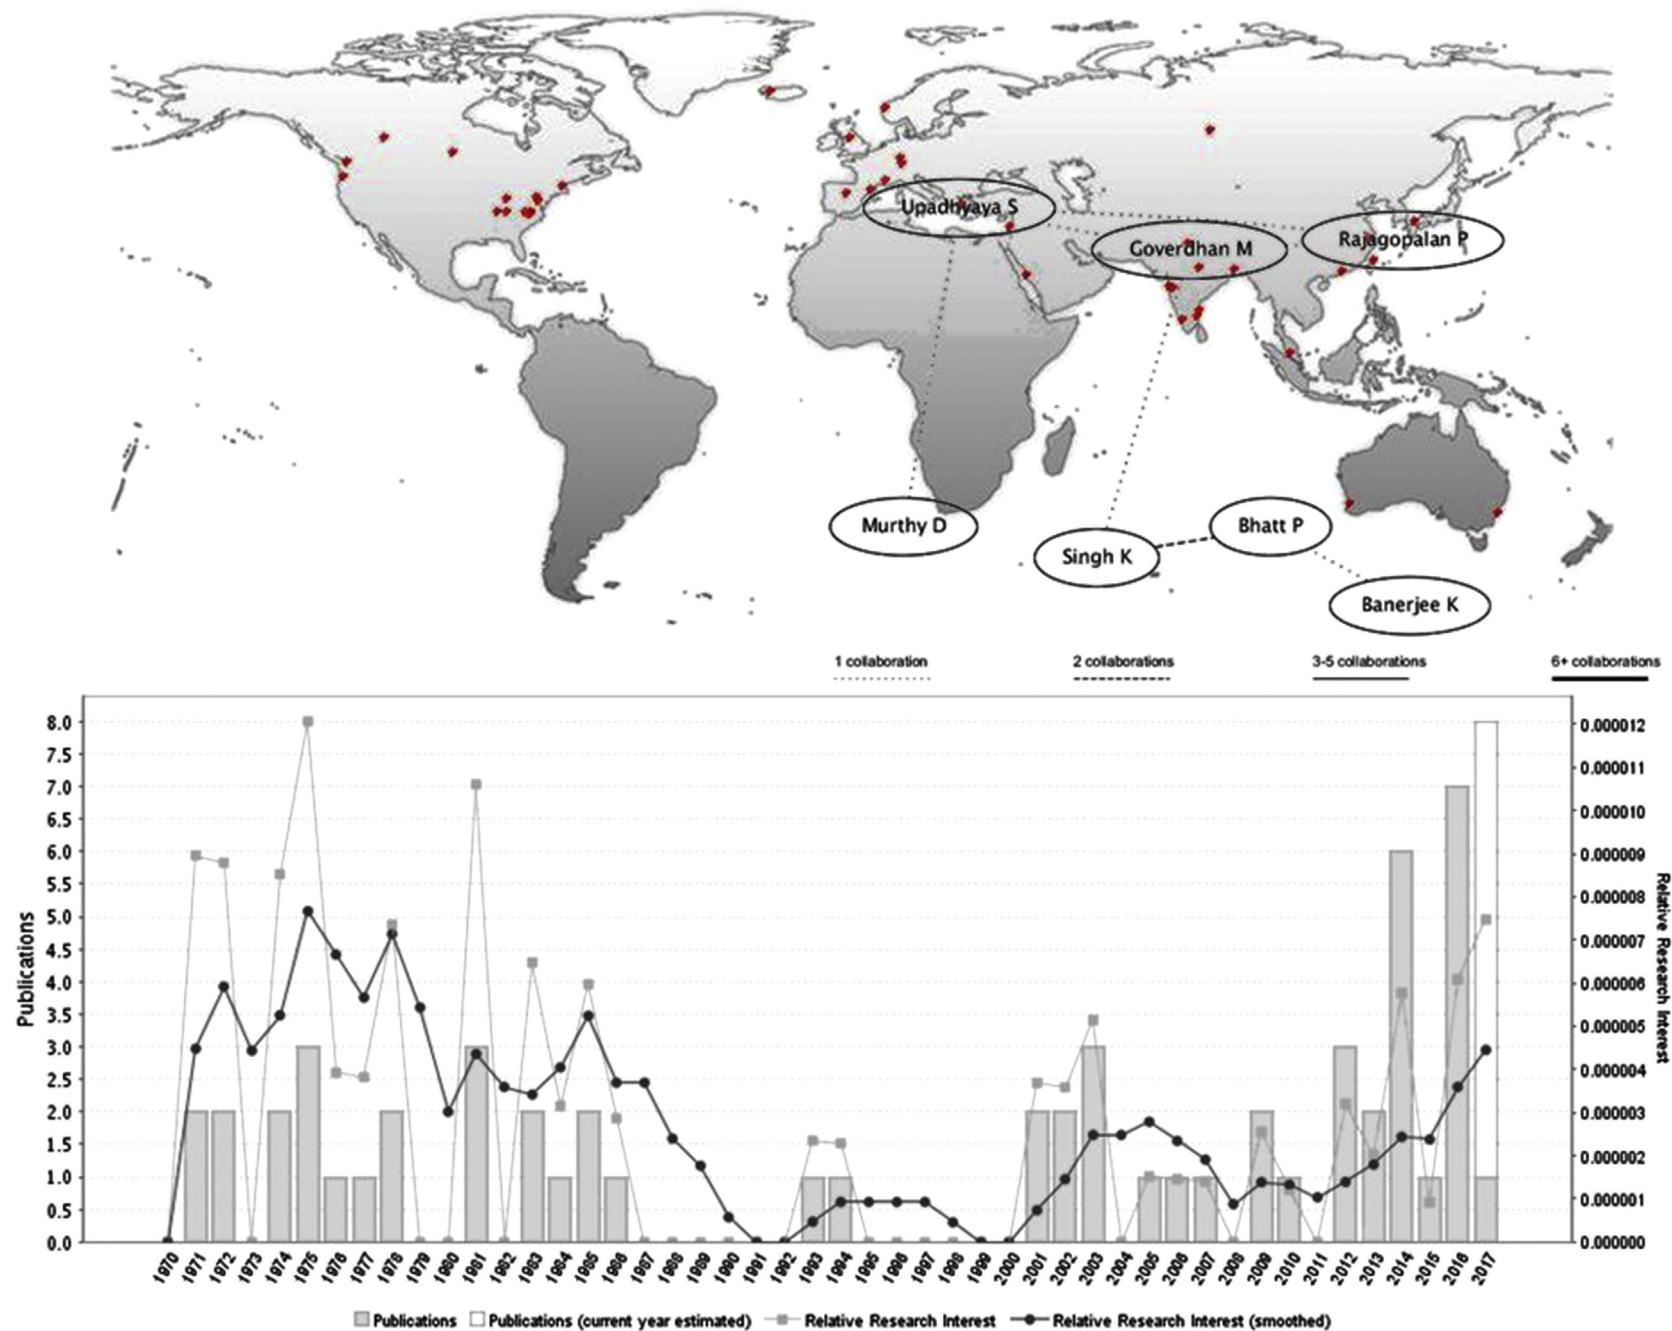 Upadhyaya S
Goverdhan M
Rajagopalan P
Murthy D
Singh K
Bhatt P
Banerjee K
1 collaboration
2 collaborations
3-5 collaborations
6+ collaborations
Publications
8.0
7.5
7.0
6.5
6.0
5.5
5.0
4.5
4.0
3.5
3.0
2.5
2.0
1.5
1.0
0.5
0.0
0.000012
0.000011
0.000010
0.000009
0.000008
0.000007
0.000006
0.000005
0.000004
0.000003
0.000002
0.000001
0.000000
Relative Research Interest
1970 1971 1972 1973 1974 1975 1976 1977 1978 1979 1980 1981 1982 1983 1984 1985 1986 1987 1988 1989 1990 1991 1992 1993 1994 1995 1996 1997 1998 1999 2000 2001 2002 2003 2004 2005 2006 2007 2008 2009 2010 2011 2012 2013 2014 2015 2016 2017
Publications Publications (current year estimated) Relative Research Interest Relative Research Interest (smoothed)